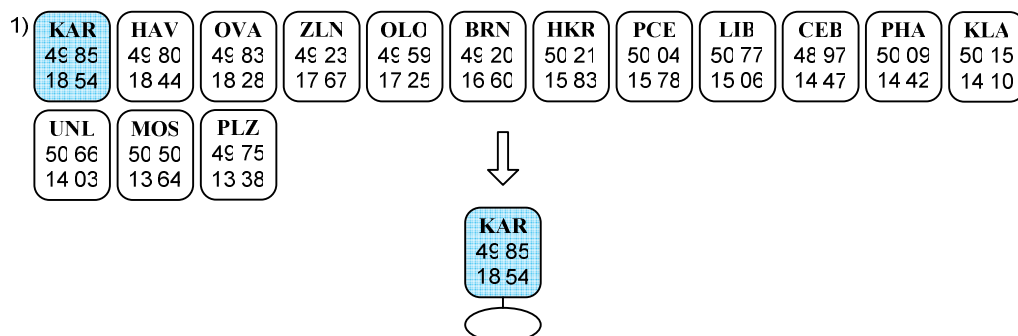 1) KAR HAV OVA ZLN OLO BRN HKR PCE LIB CEB PHA KLA
49 85 49 80 49 83 49 23 49 59 49 20 50 21 50 04 50 77 48 97 50 09 50 15
18 54 18 44 18 28 17 67 17 25 16 60 15 83 15 78 15 06 14 47 14 42 14 10
UNL MOS PLZ
50 66 50 50 49 75
14 03 13 64 13 38
KAR
49 85
18 54